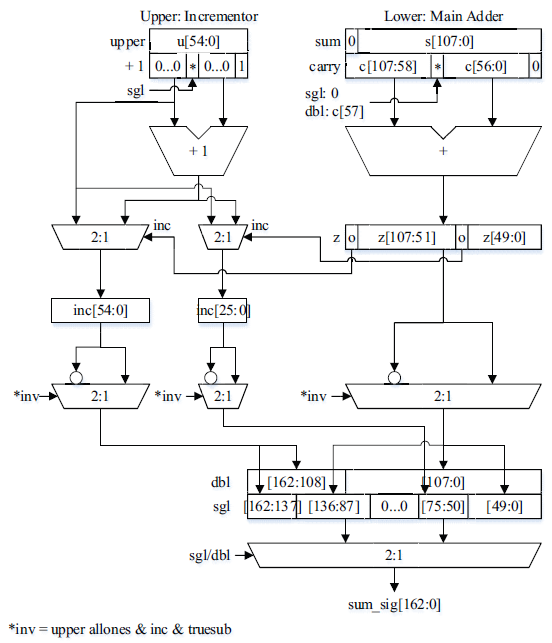 Upper: Incrementor Lower: Main Adder
upper u[54:0] sum 0 s[107:0]
+ 1 0...0 * 0...0 1 carry c[107:58] * c[56:0] 0
sgl sgl: 0
dbl: c[57]
+ 1 +
inc inc
2:1 2:1 z o z[107:51] o z[49:0]
inc[54:0] inc[25:0]
*inv 2:1 *inv 2:1 *inv 2:1
dbl [162:108] [107:0]
sgl [162:137] [136:87] 0...0 [75:50] [49:0]
sgl/dbl 2:1
sum_sig[162:0]
*inv = upper allones & inc & truesub